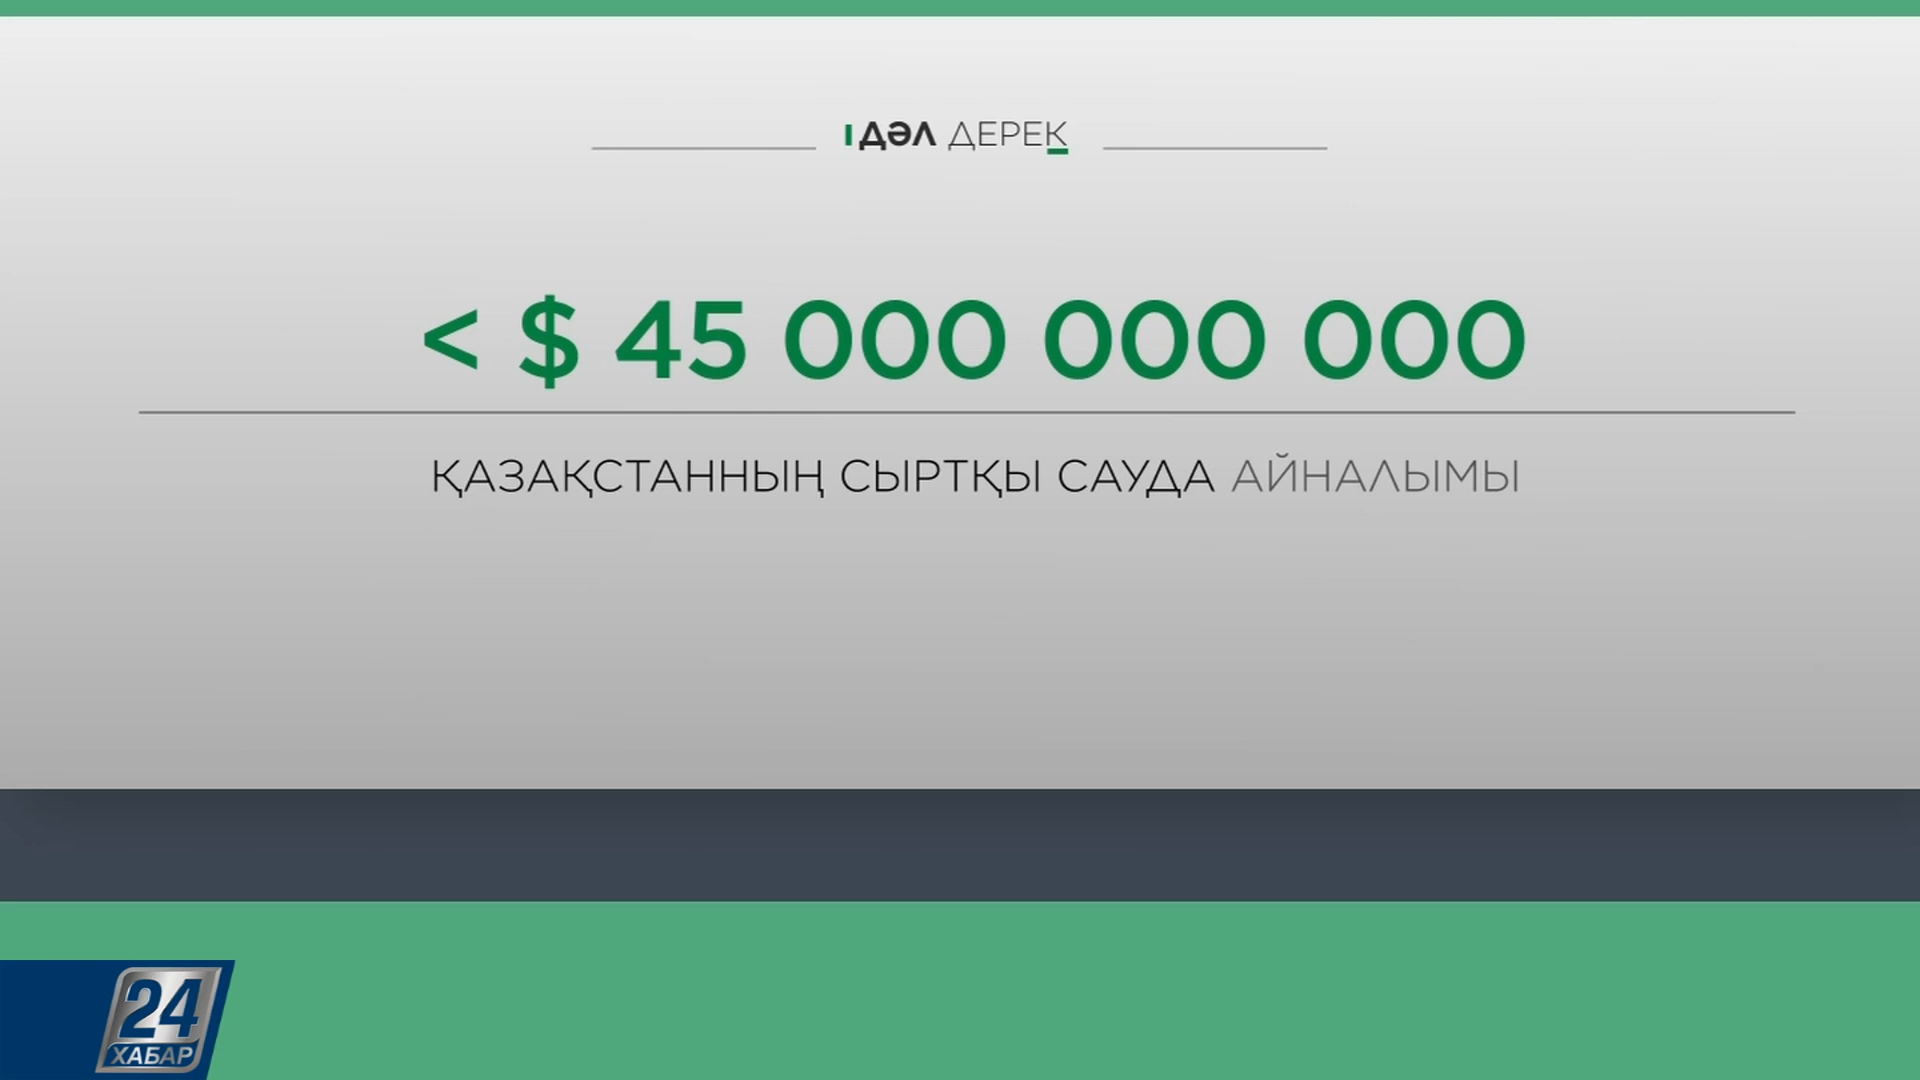 ДӘЛ ДЕРЕК
< $ 45 000 000 000
ҚАЗАҚСТАННЫҢ СЫРТҚЫ САУДА АЙНАЛЫМЫ
24
ХАБАР